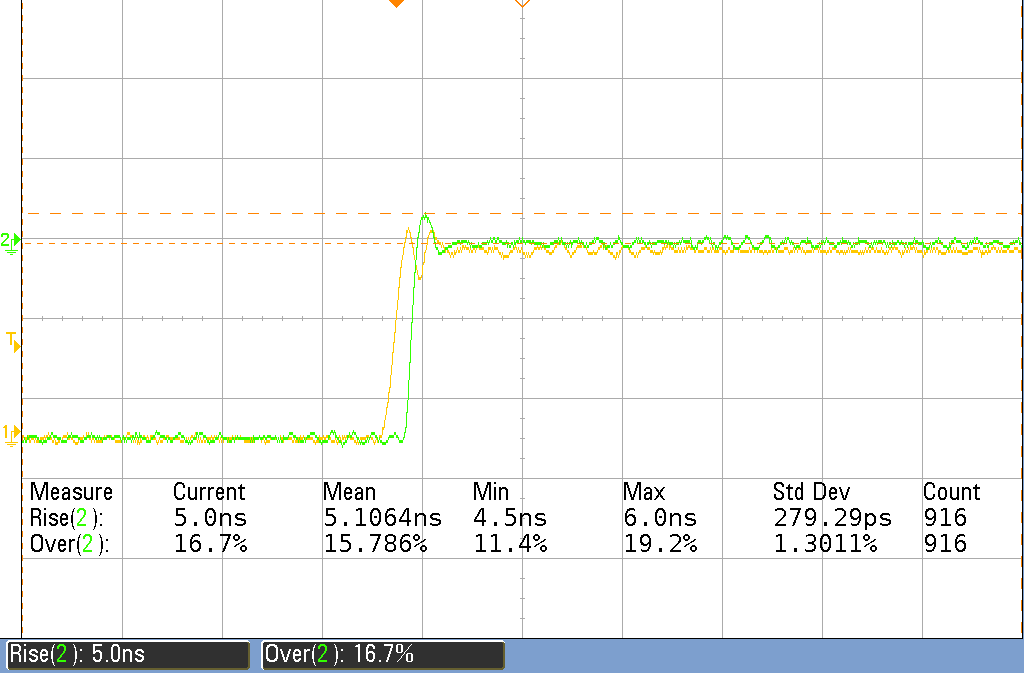 2
T
1
Measure Current Mean Min Max Std Dev Count
Rise(2): 5.0ns 5.1064ns 4.5ns 6.0ns 279.29ps 916
Over(2): 16.7% 15.786% 11.4% 19.2% 1.3011% 916
Rise(2): 5.0ns Over(2): 16.7%